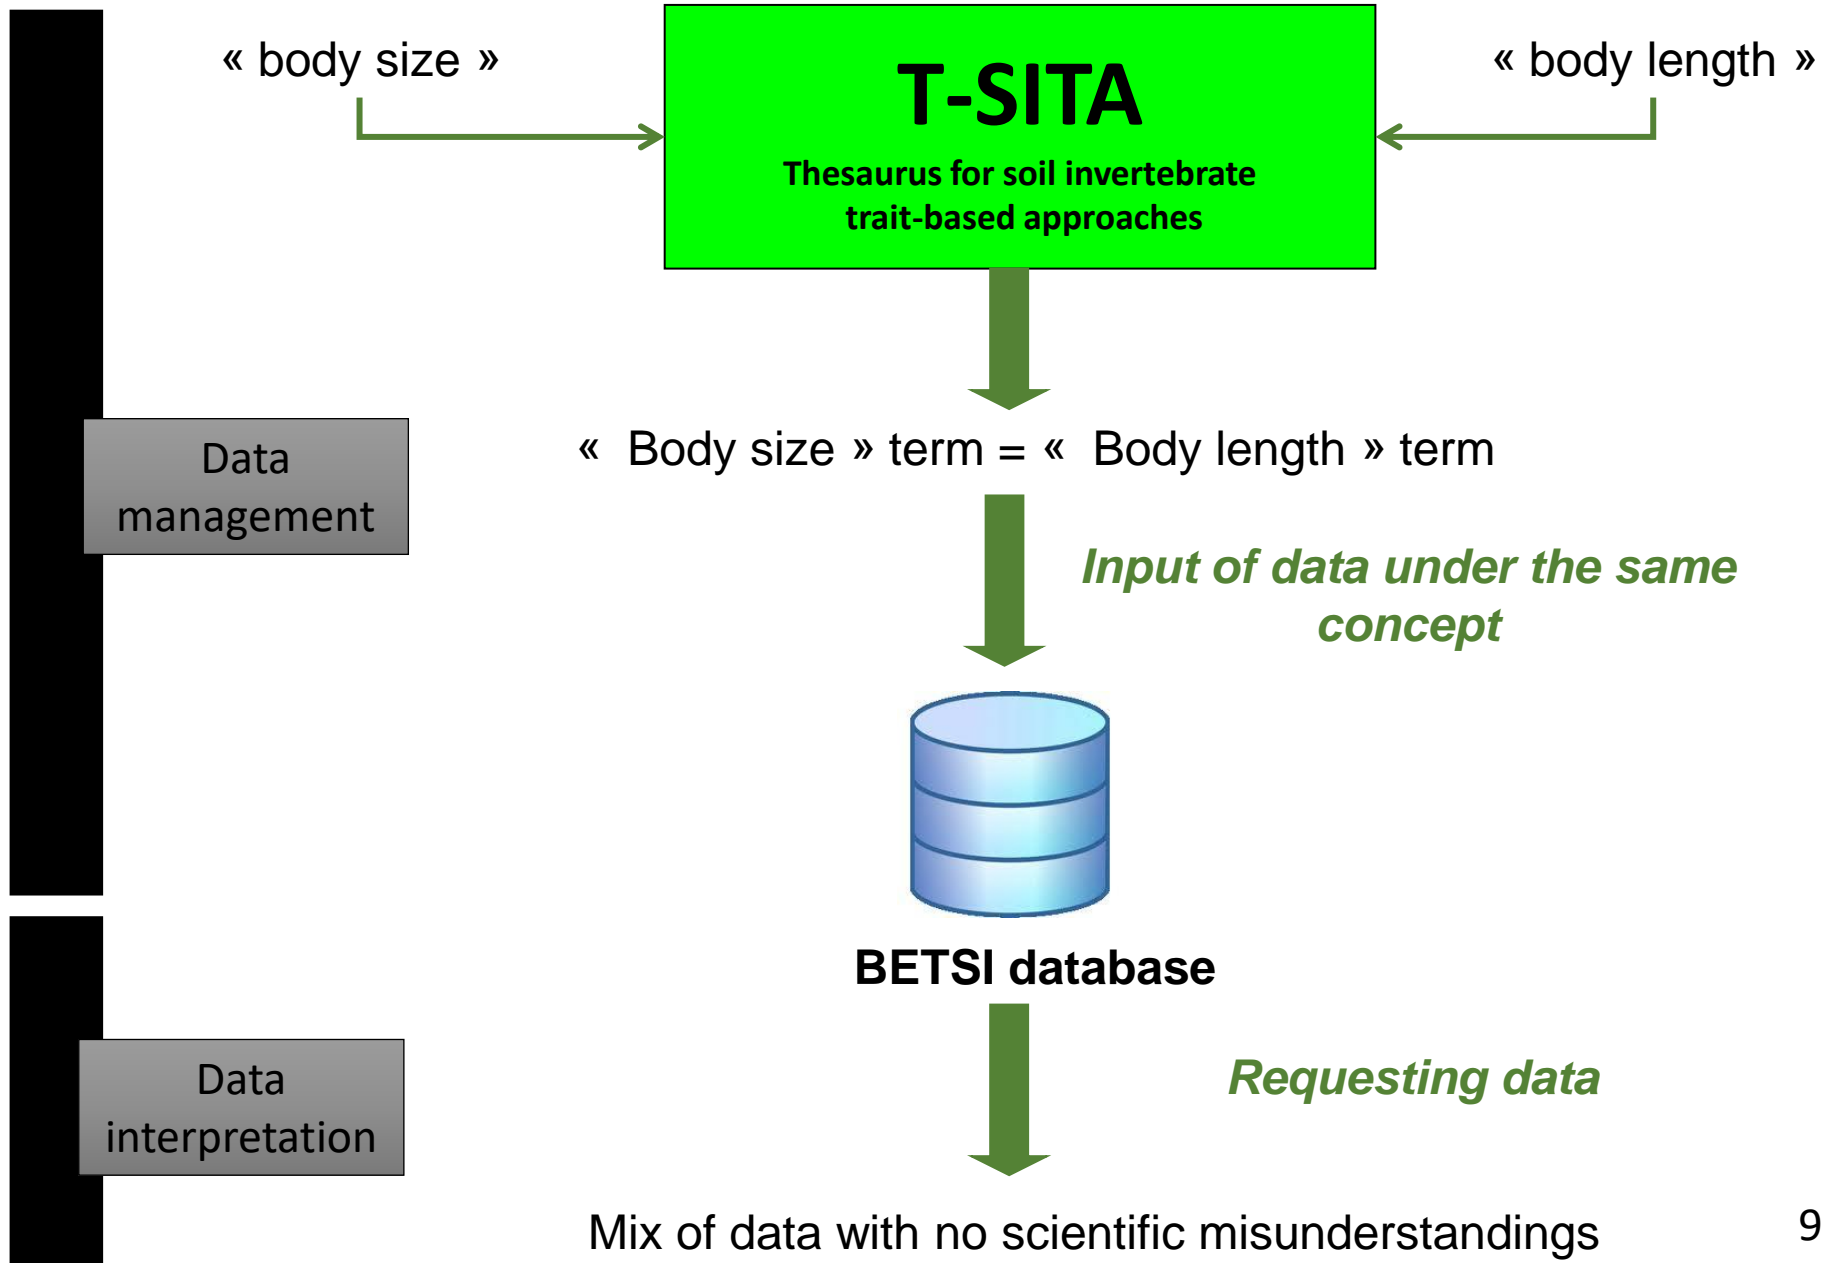 « body size »
T-SITA
« body length »
Thesaurus for soil invertebrate
trait-based approaches
Data
management
«  Body size » term = «  Body length » term
Input of data under the same
concept
BETSI database
Data
interpretation
Requesting data
Mix of data with no scientific misunderstandings
9